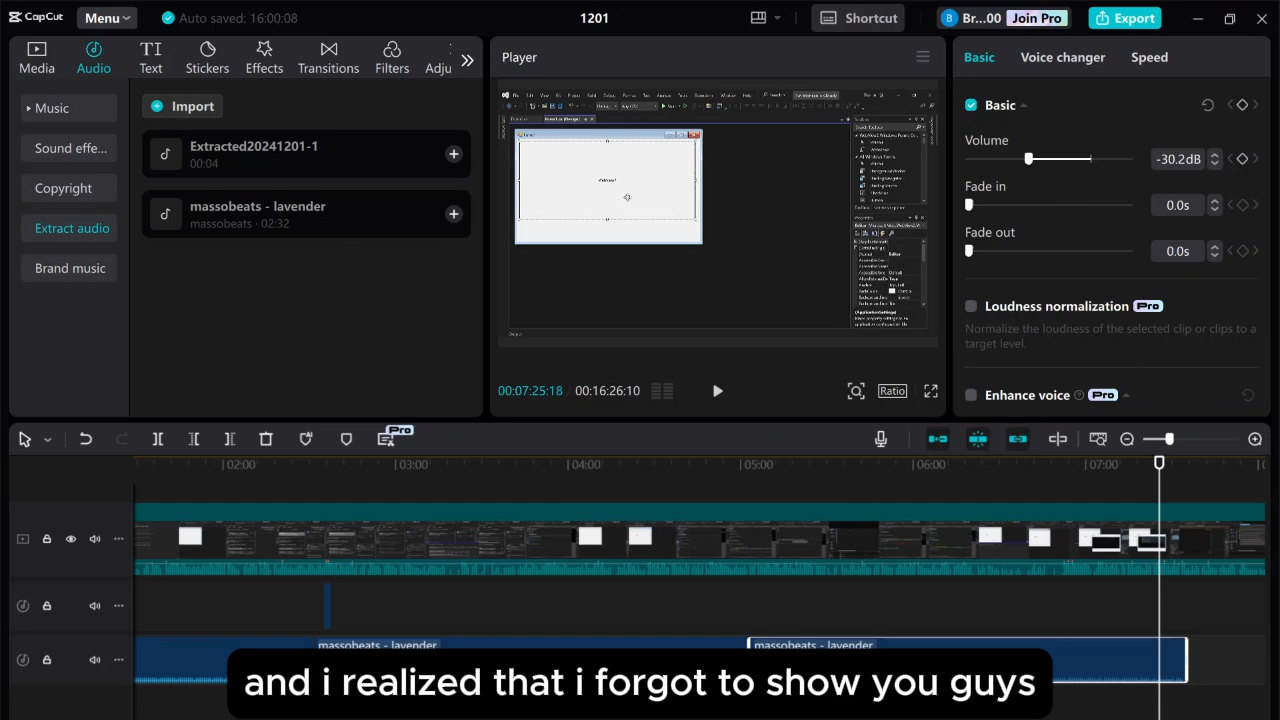 CapCut
Menu
Auto saved: 16:00:08
1201
Shortcut
B
Br...00
Join Pro
Export
Media
Audio
Text
Stickers
Effects
Transitions
Filters
Adju
Music
Sound effe...
Copyright
Extract audio
Brand music
Import
Extracted20241201-1
00:04
massobeats - lavender
massobeats · 02:32
Player
00:07:25:18
00:16:26:10
Ratio
Basic
Voice changer
Speed
Basic
Volume
-30.2dB
Fade in
0.0s
Fade out
0.0s
Loudness normalization
Pro
Normalize the loudness of the selected clip or clips to a
target level.
Enhance voice
Pro
Pro
02:00
03:00
04:00
05:00
06:00
07:00
massobeats - lavender
massobeats - lavender
and i realized that i forgot to show you guys